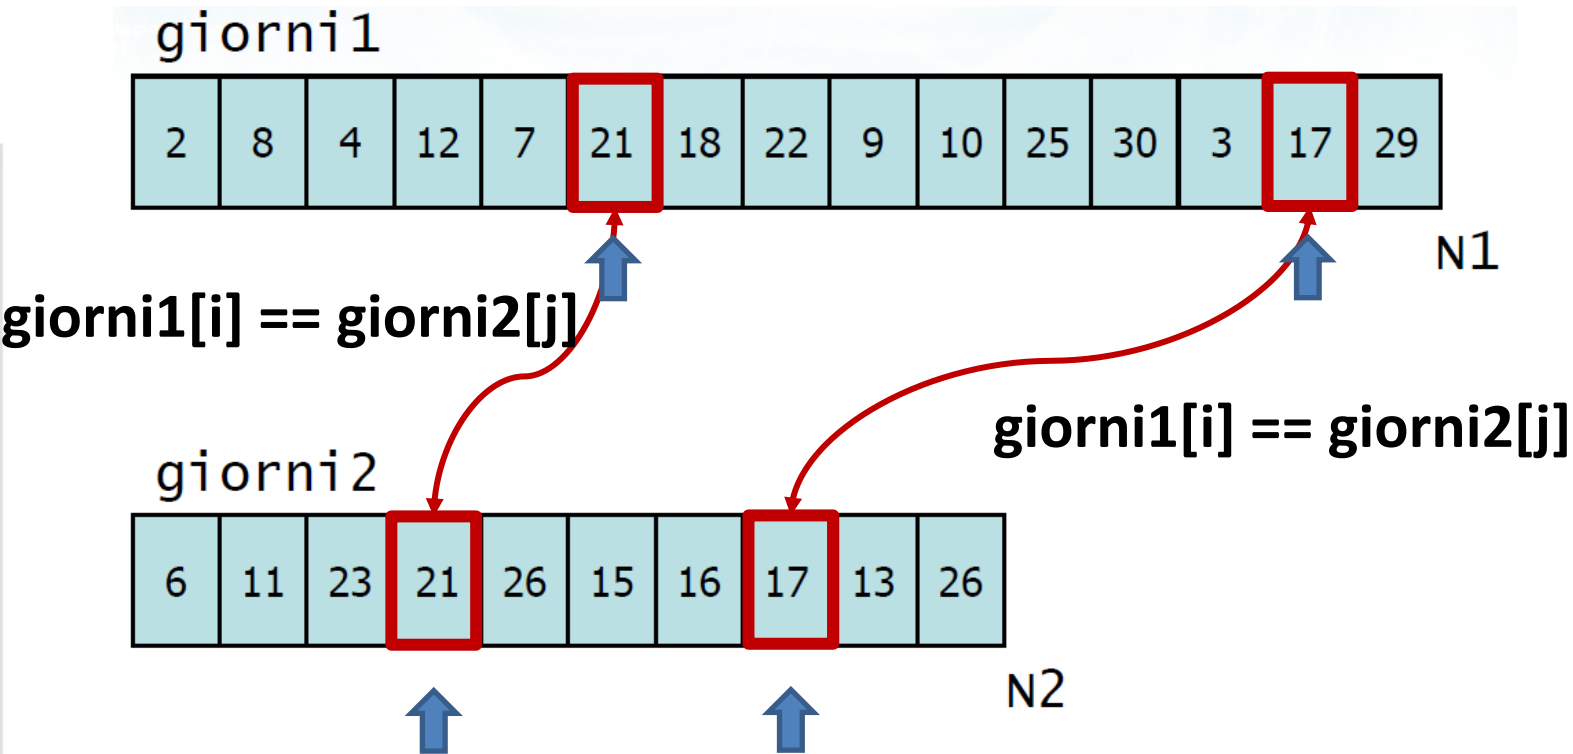 giorni1
2 8 4 12 7 21 18 22 9 10 25 30 3 17 29
N1
giorni1[i] == giorni2[j]
giorni1[i] == giorni2[j]
giorni2
6 11 23 21 26 15 16 17 13 26
N2